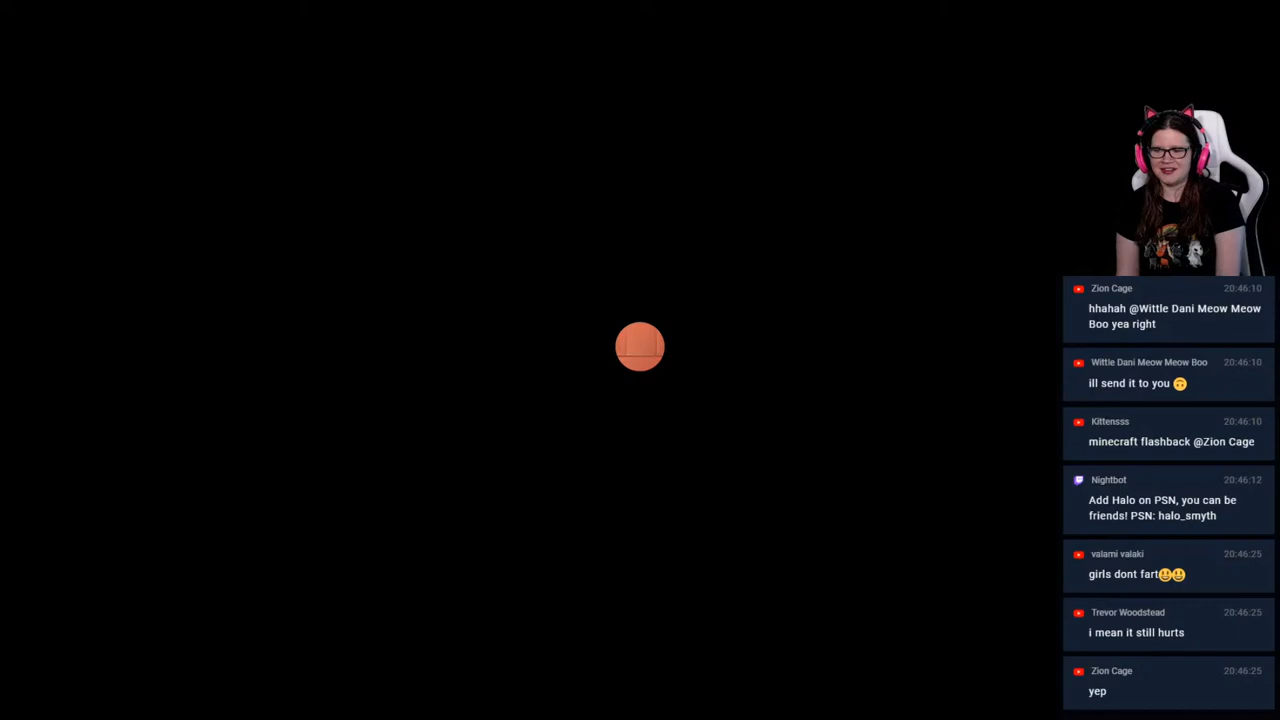 Zion Cage 20:46:10
hhahah @Wittle Dani Meow Meow
Boo yea right
Wittle Dani Meow Meow Boo 20:46:10
ill send it to you 🙃
Kittensss 20:46:10
minecraft flashback @Zion Cage
Nightbot 20:46:12
Add Halo on PSN, you can be
friends! PSN: halo_smyth
valami valaki 20:46:25
girls dont fart😃😃
Trevor Woodstead 20:46:25
i mean it still hurts
Zion Cage 20:46:25
yep